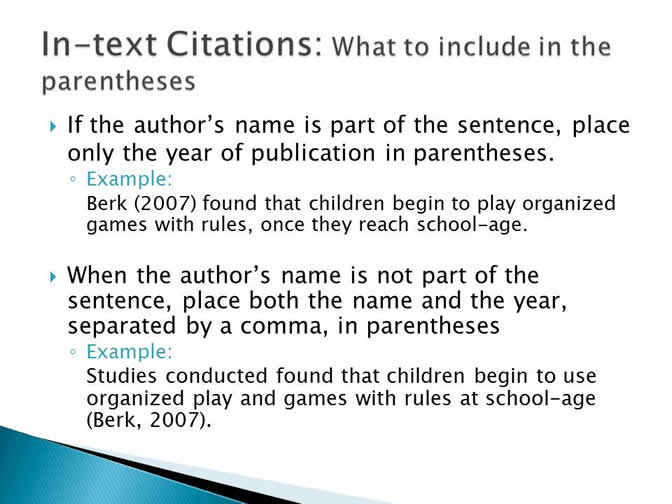 In-text Citations: What to include in the
parentheses
If the author's name is part of the sentence, place
only the year of publication in parentheses.
Example:
Berk (2007) found that children begin to play organized
games with rules, once they reach school-age.
When the author's name is not part of the
sentence, place both the name and the year,
separated by a comma, in parentheses
Example:
Studies conducted found that children begin to use
organized play and games with rules at school-age
(Berk, 2007).